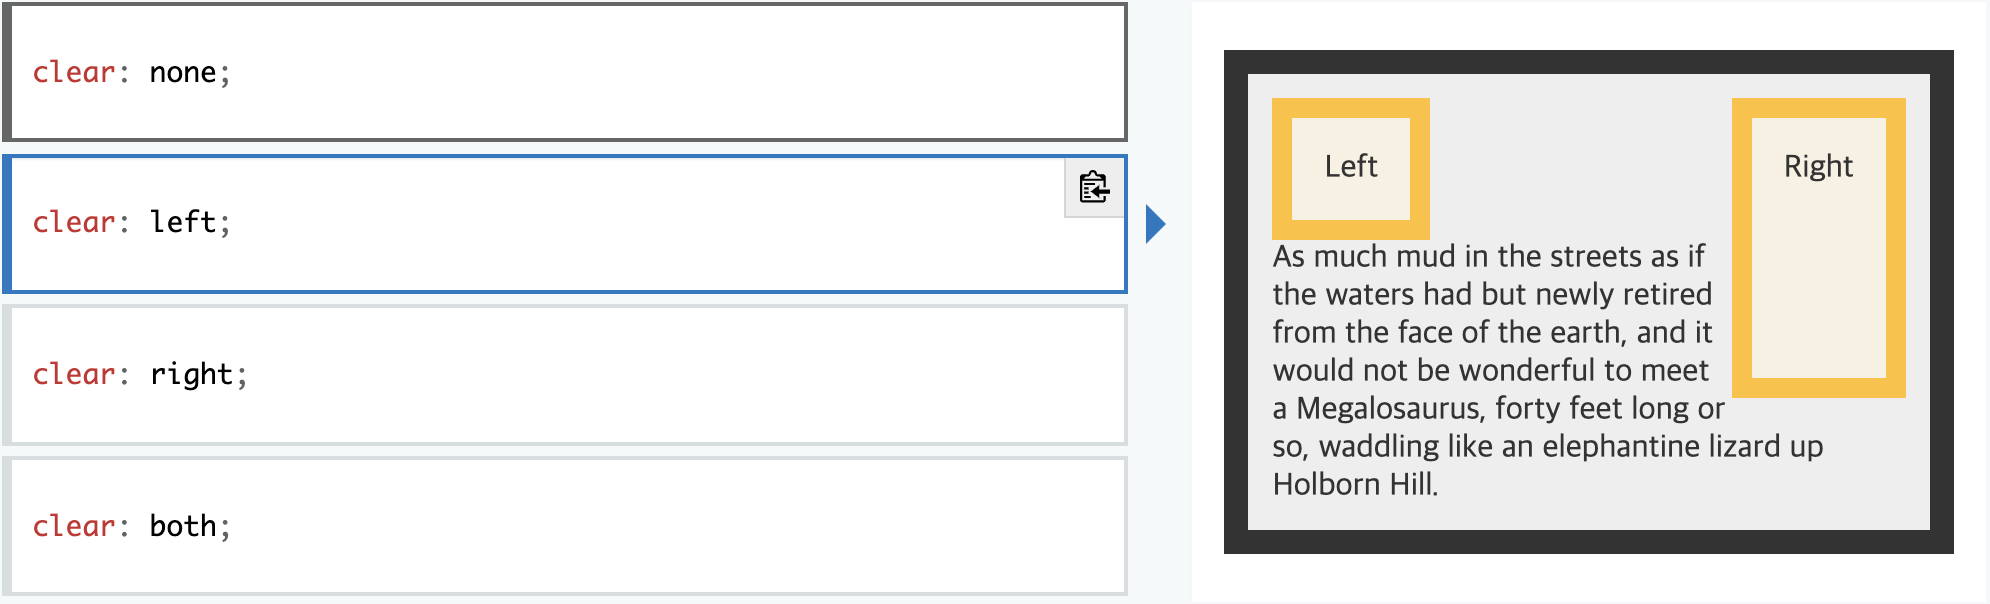 clear: none;
clear: left;
clear: right;
clear: both;
Left
Right
As much mud in the streets as if
the waters had but newly retired
from the face of the earth, and it
would not be wonderful to meet
a Megalosaurus, forty feet long or
so, waddling like an elephantine lizard up
Holborn Hill.